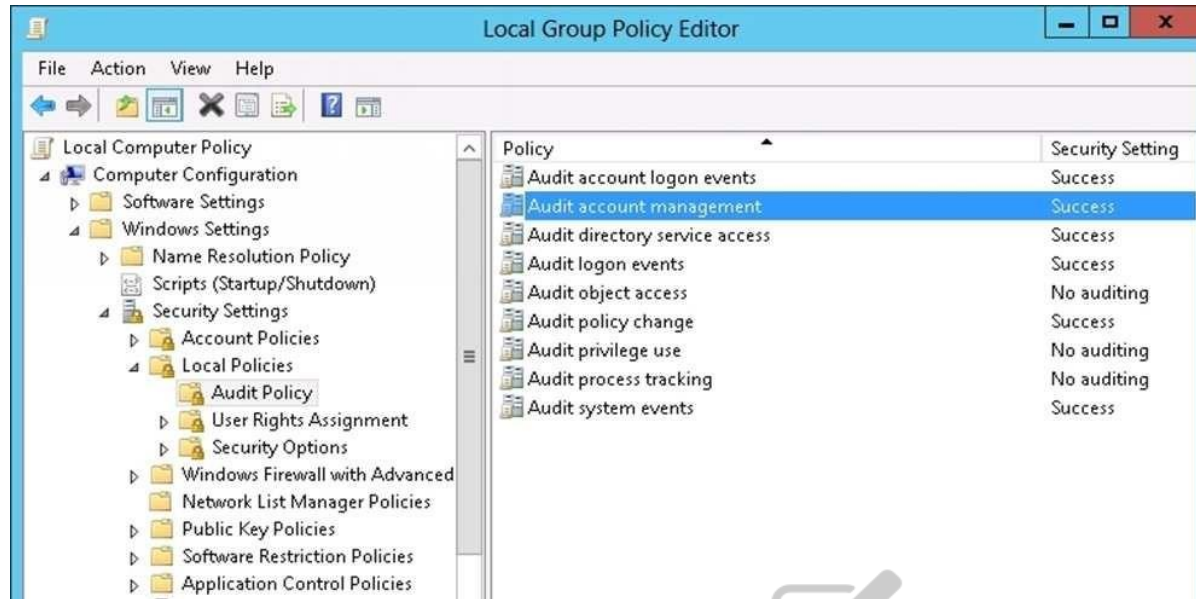 Local Group Policy Editor
File Action View Help
Local Computer Policy
Computer Configuration
Software Settings
Windows Settings
Name Resolution Policy
Scripts (Startup/Shutdown)
Security Settings
Account Policies
Local Policies
Audit Policy
User Rights Assignment
Security Options
Windows Firewall with Advanced
Network List Manager Policies
Public Key Policies
Software Restriction Policies
Application Control Policies
Policy Security Setting
Audit account logon events Success
Audit account management Success
Audit directory service access Success
Audit logon events Success
Audit object access No auditing
Audit policy change Success
Audit privilege use No auditing
Audit process tracking No auditing
Audit system events Success